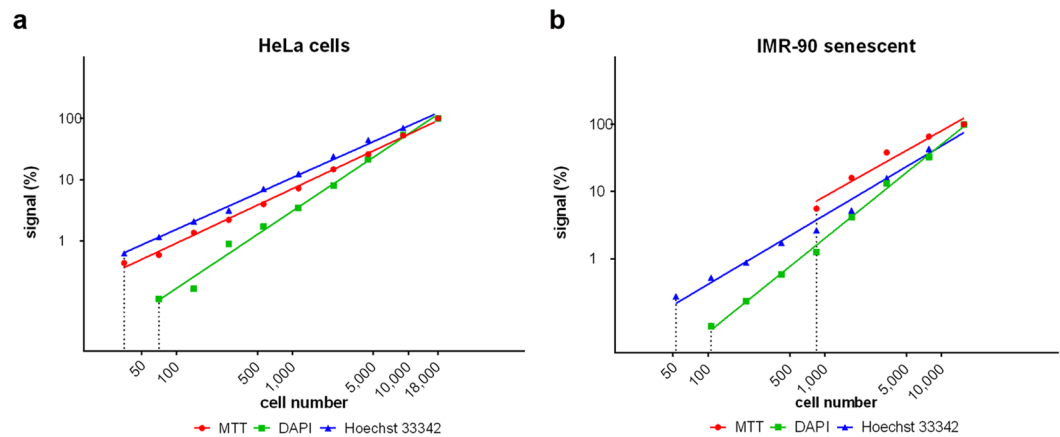 a
HeLa cells
signal (%)
100
10
1
50
100
500
1,000
5,000
10,000
18,000
cell number
MTT DAPI Hoechst 33342
b
IMR-90 senescent
signal (%)
100
10
1
50
100
500
1,000
5,000
10,000
cell number
MTT DAPI Hoechst 33342